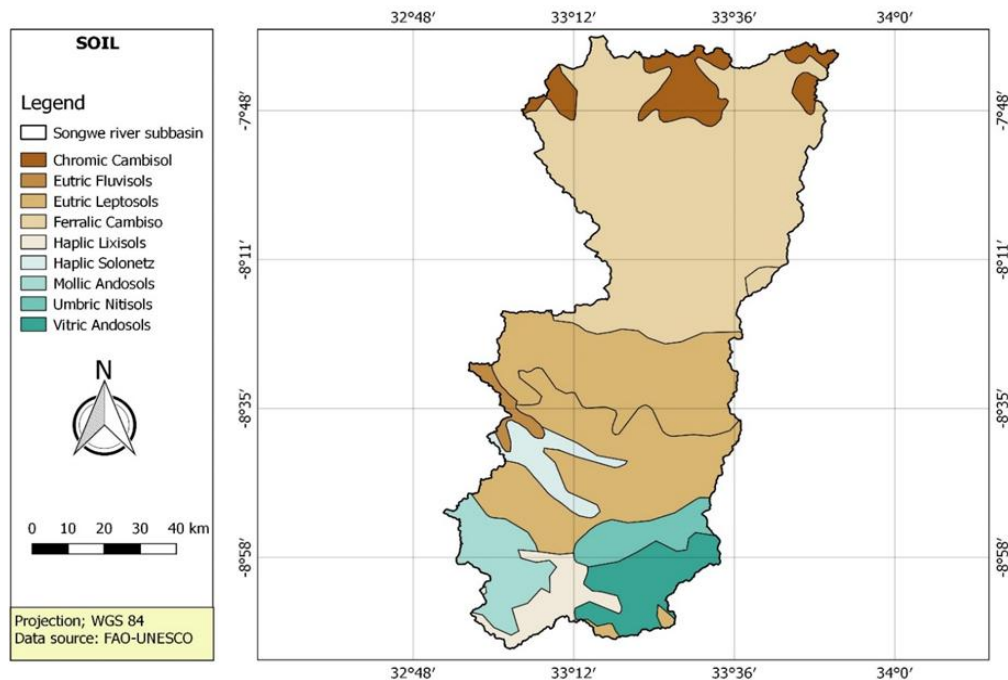 SOIL
Legend
Songwe river subbasin
Chromic Cambisol
Eutric Fluvisols
Eutric Leptosols
Ferralic Cambiso
Haplic Lixisols
Haplic Solonetz
Mollic Andosols
Umbric Nitisols
Vitric Andosols
N
0 10 20 30 40 km
Projection; WGS 84
Data source: FAO-UNESCO
32°48' 33°12' 33°36' 34°0'
-7°48' -7°48'
-8°11' -8°11'
-8°35' -8°35'
-8°58' -8°58'
32°48' 33°12' 33°36' 34°0'